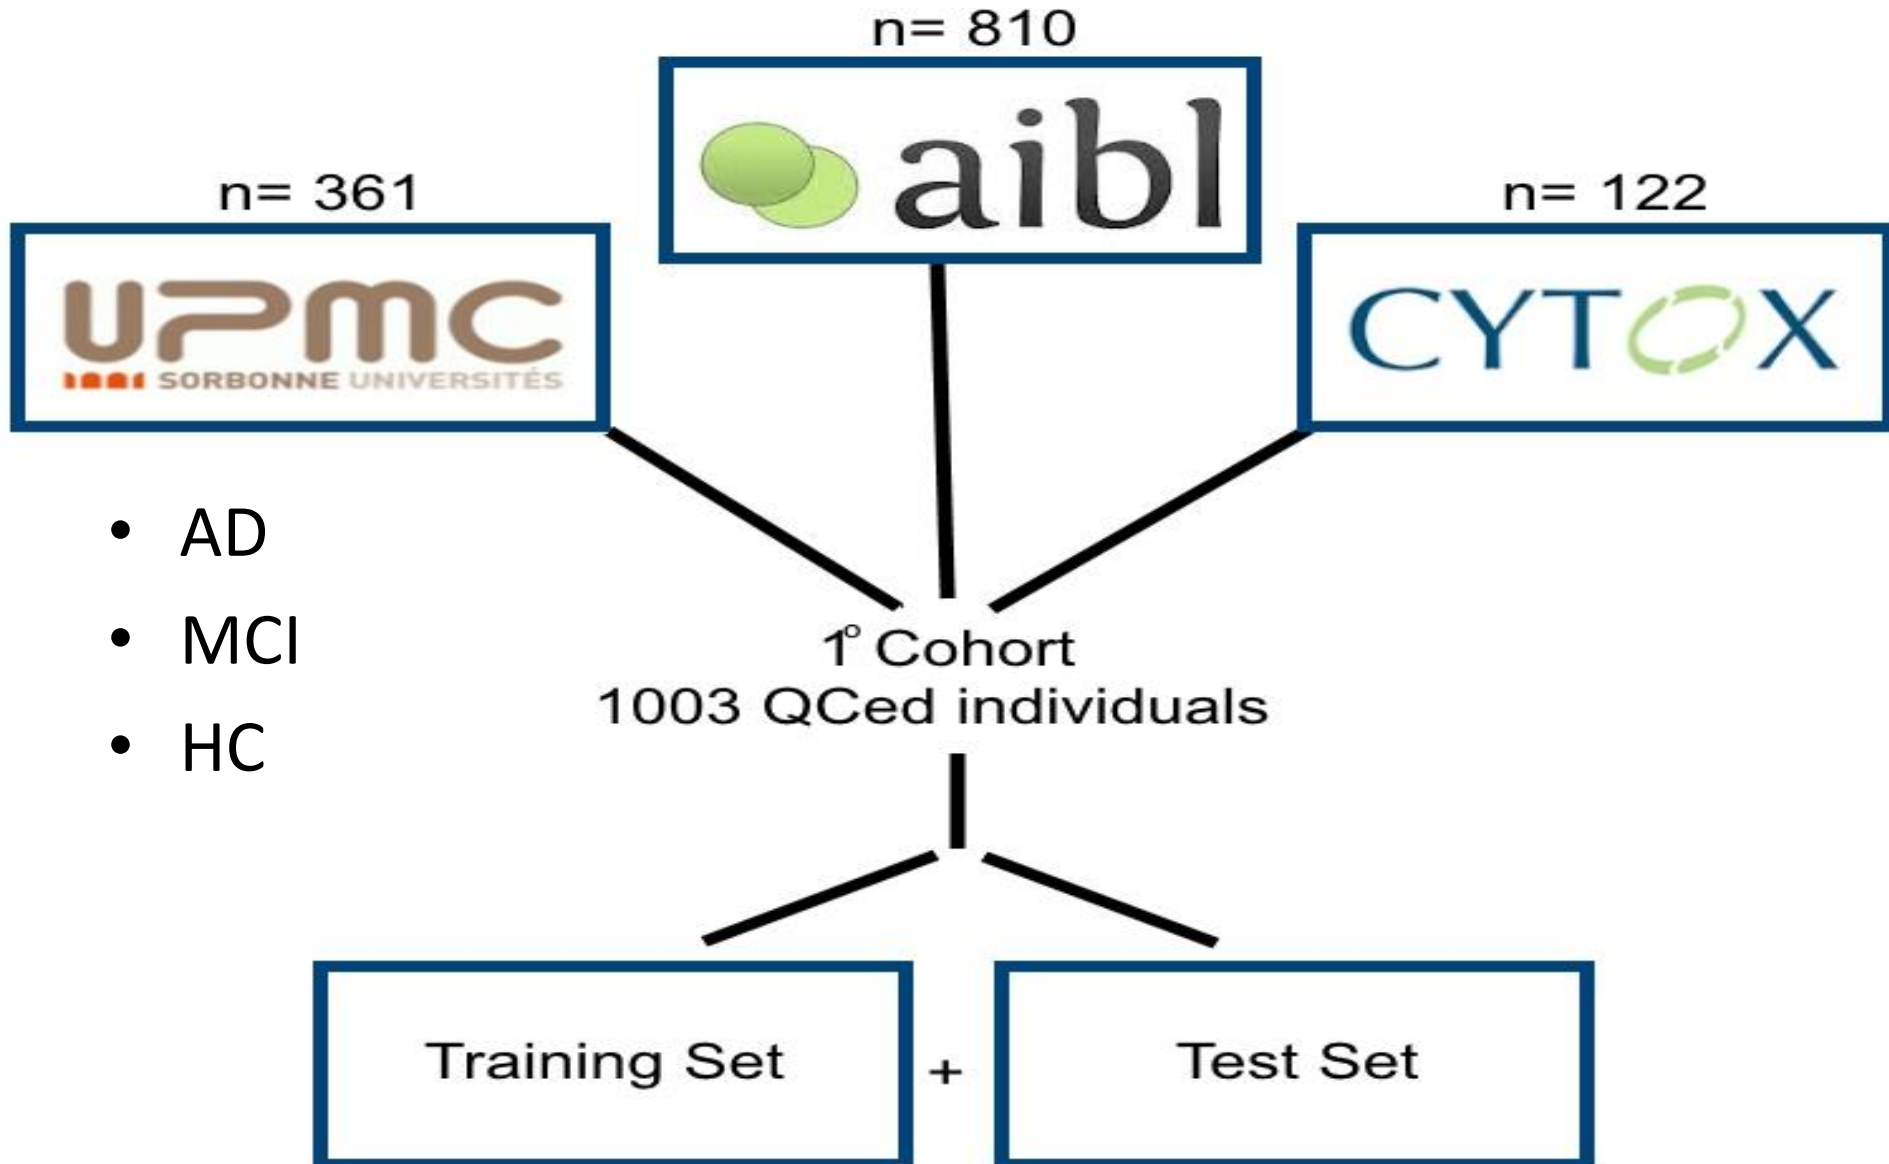 n= 810
aibl
n= 361
UPMC
SORBONNE UNIVERSITÉS
n= 122
CYTOX
• AD
• MCI
• HC
1° Cohort
1003 QCed individuals
Training Set + Test Set